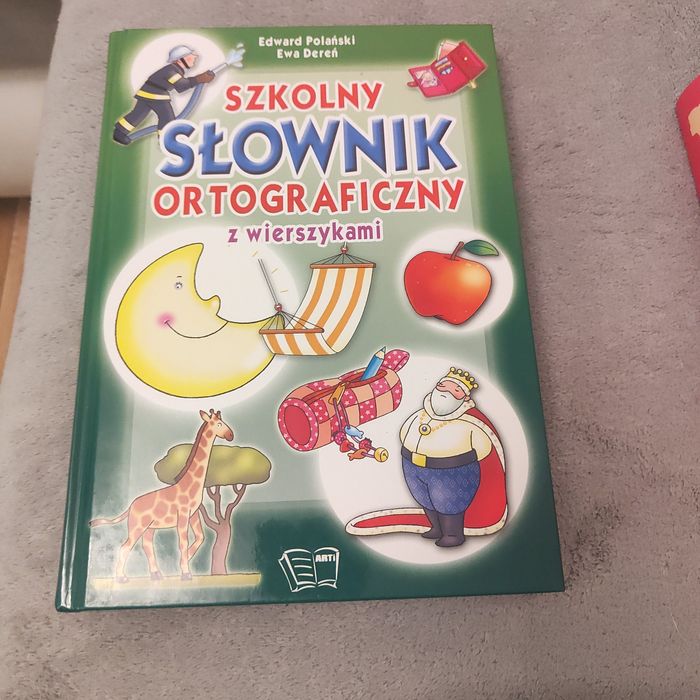 Edward Polański
Ewa Dereń
SZKOLNY
SŁOWNIK
ORTOGRAFICZNY
z wierszykami
ARTI